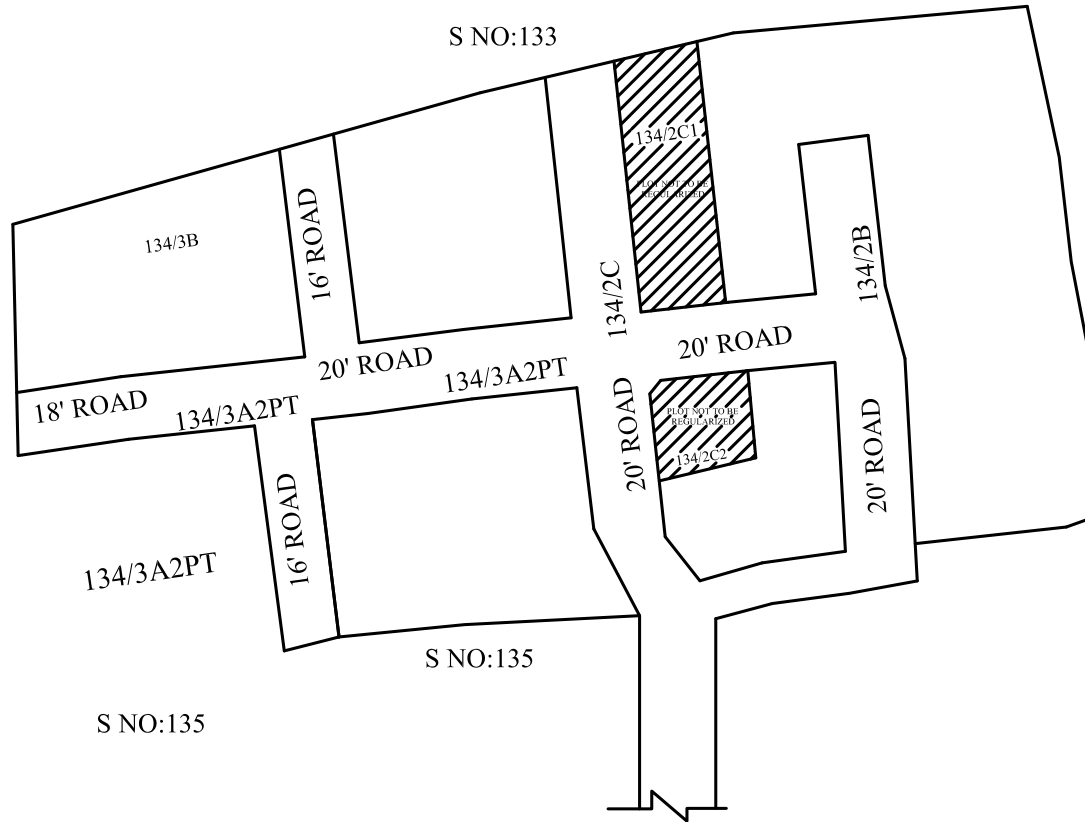 S NO:133
134/2C1
PLOT NOT TO BE
REGULARIZED
134/3B
16' ROAD
134/2C
134/2B
20' ROAD
20' ROAD
134/3A2PT
18' ROAD
134/3A2PT
PLOT NOT TO BE
REGULARIZED
134/2C2
20' ROAD
20' ROAD
16' ROAD
134/3A2PT
S NO:135
S NO:135